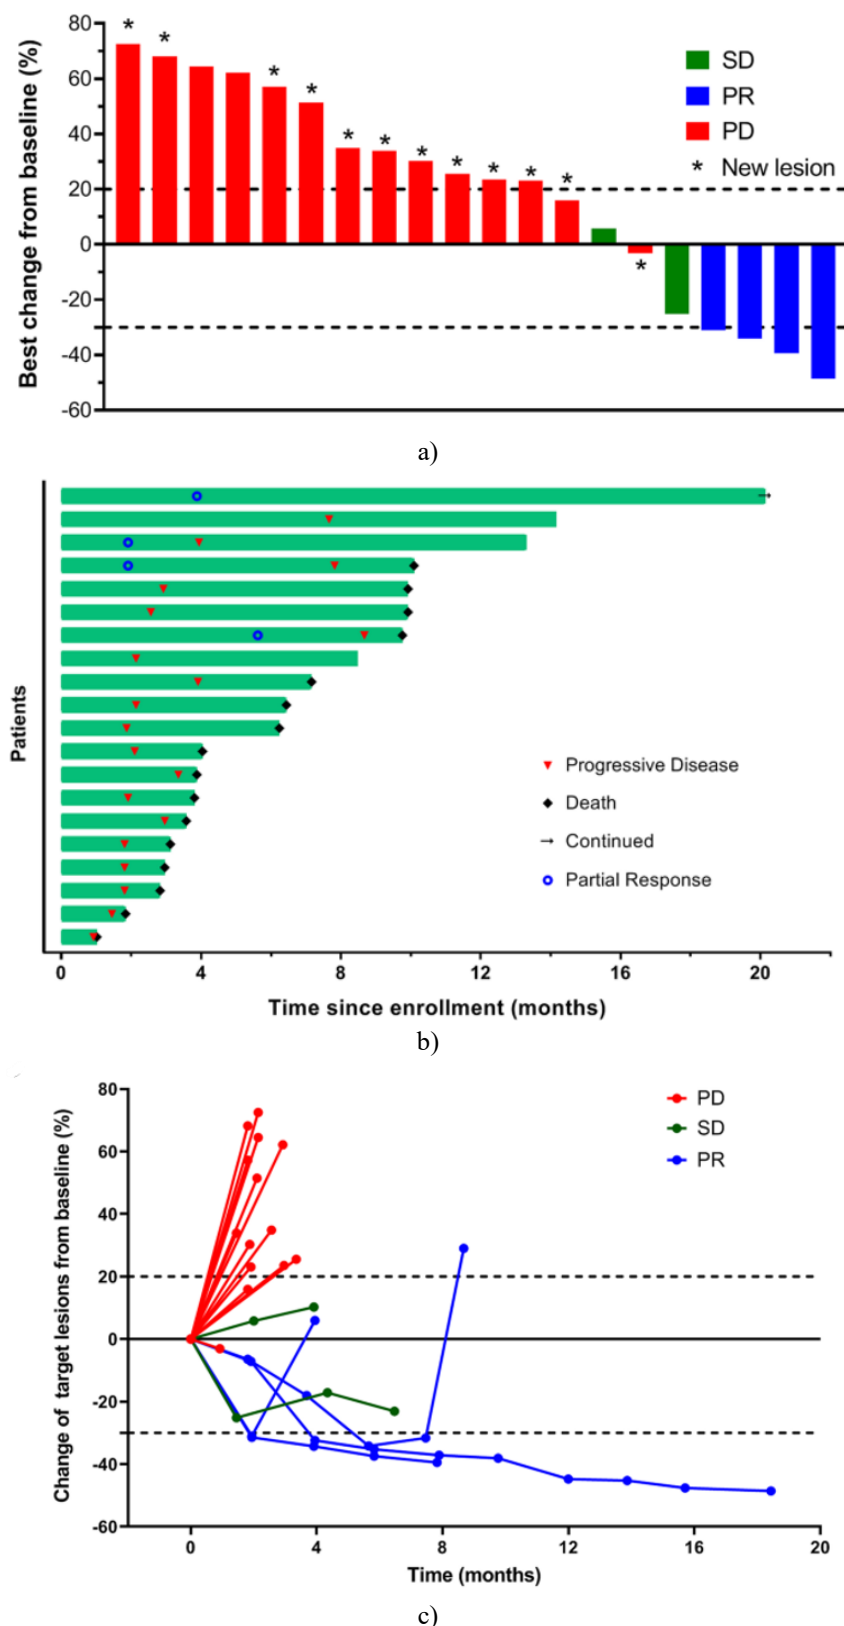 80
60
40
20
0
-20
-40
-60
Best change from baseline (%)
* * * * * * * * * * * *
SD
PR
PD
* New lesion
a)
Patients
Progressive Disease
Death
Continued
Partial Response
0 4 8 12 16 20
Time since enrollment (months)
b)
80
60
40
20
0
-20
-40
-60
Change of target lesions from baseline (%)
PD
SD
PR
0 4 8 12 16 20
Time (months)
c)